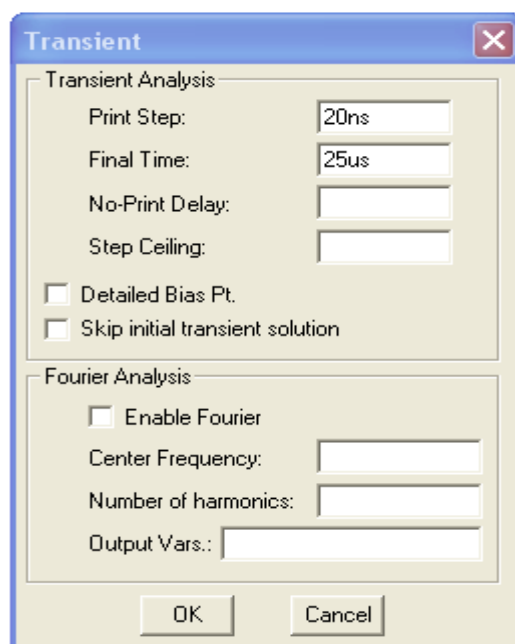 Transient
Transient Analysis
Print Step: 20ns
Final Time: 25us
No-Print Delay:
Step Ceiling:
Detailed Bias Pt.
Skip initial transient solution
Fourier Analysis
Enable Fourier
Center Frequency:
Number of harmonics:
Output Vars.:
OK Cancel